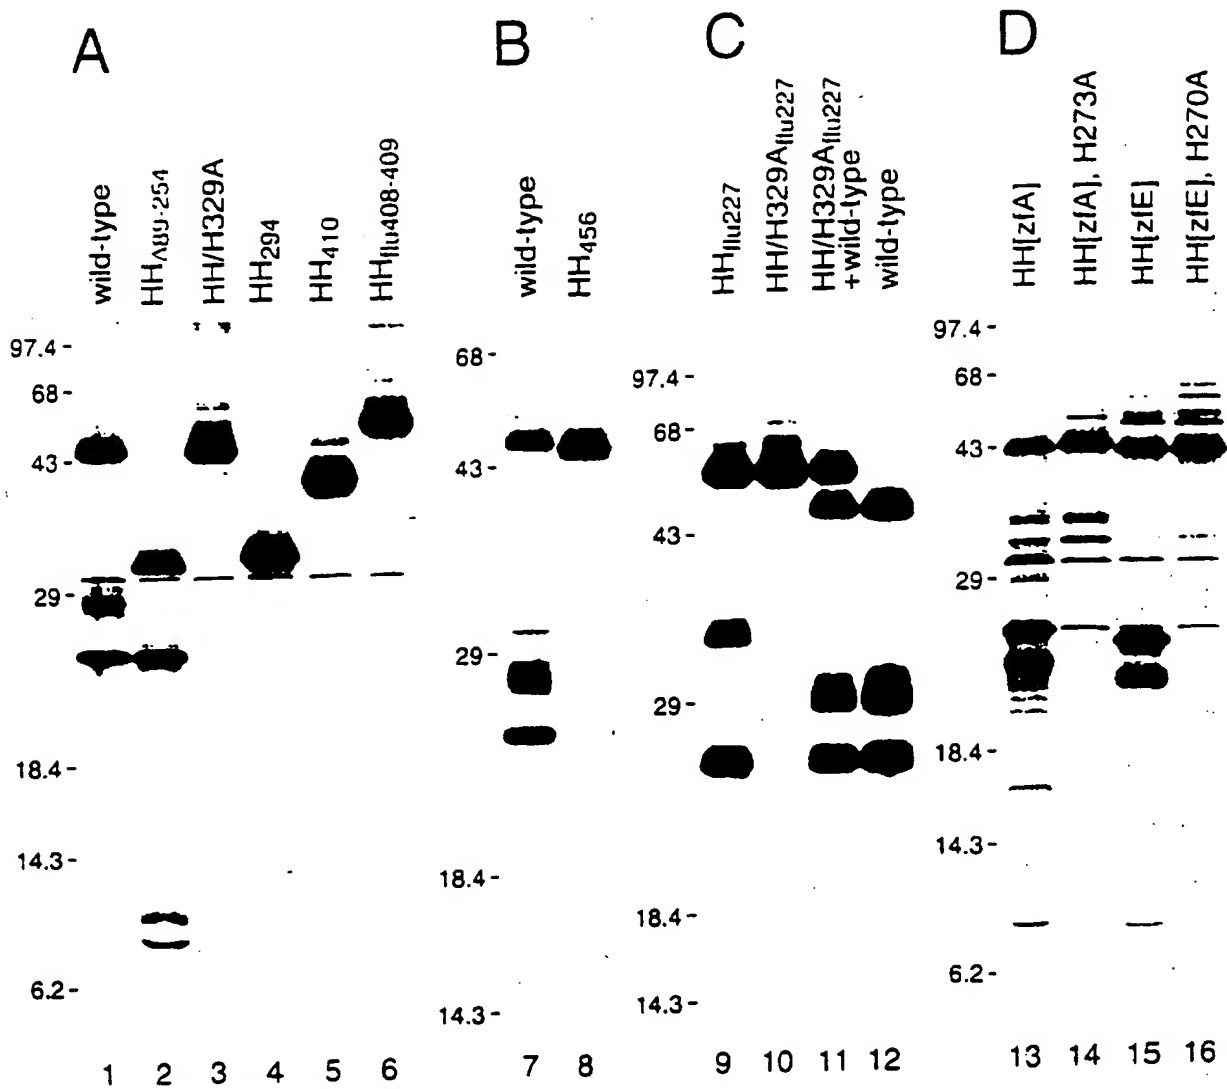 A B C D
wild-type
HHΔ89-254
HH/H329A
HH294
HH410
HHflu408-409
wild-type
HH456
HHflu227
HH/H329Aflu227
HH/H329Aflu227
+wild-type
wild-type
HH[zfA]
HH[zfA], H273A
HH[zfE]
HH[zfE], H270A
97.4-
68-
43-
29-
18.4-
14.3-
6.2-
68-
43-
29-
18.4-
14.3-
97.4-
68-
43-
29-
18.4-
14.3-
97.4-
68-
43-
29-
18.4-
14.3-
6.2-
1 2 3 4 5 6 7 8 9 10 11 12 13 14 15 16